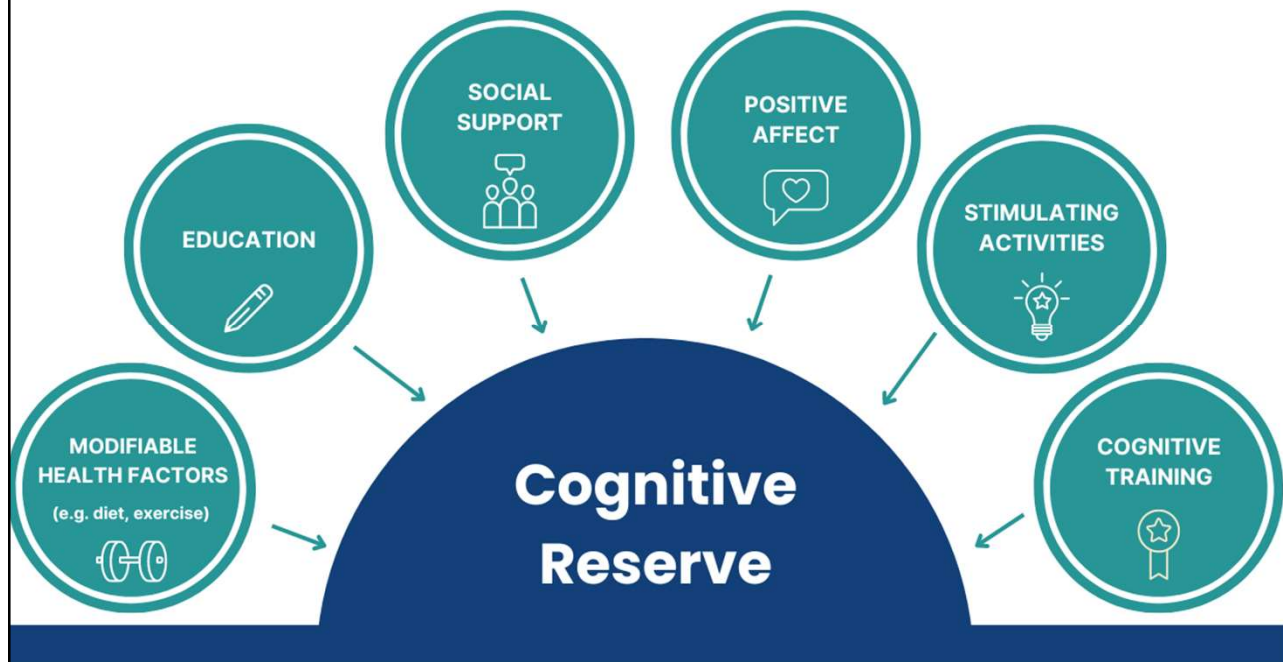 SOCIAL
SUPPORT
POSITIVE
AFFECT
EDUCATION
STIMULATING
ACTIVITIES
MODIFIABLE
HEALTH FACTORS
(e.g. diet, exercise)
COGNITIVE
TRAINING
Cognitive
Reserve